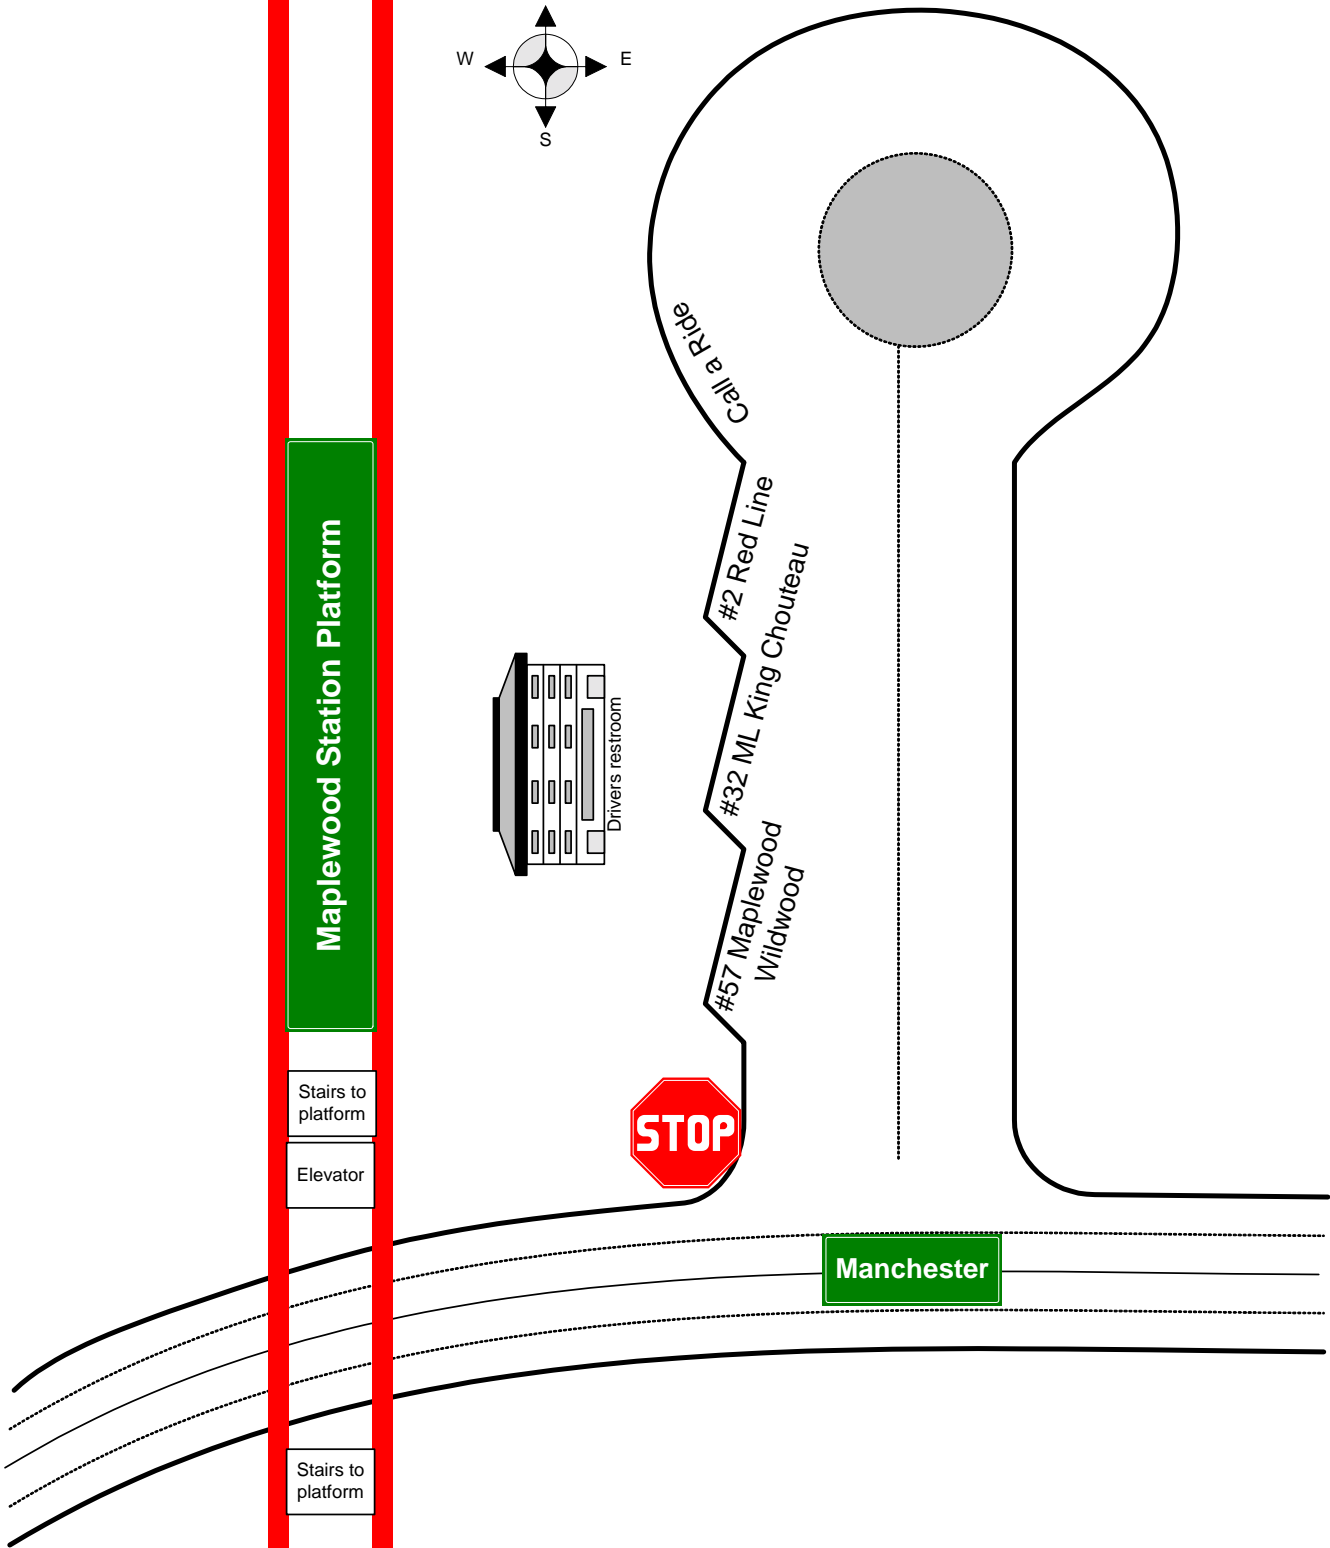 W
E
S
Call a Ride
#2 Red Line
#32 ML King Chouteau
#57 Maplewood
Wildwood
Maplewood Station Platform
Drivers restroom
Stairs to
platform
STOP
Elevator
Manchester
Stairs to
platform